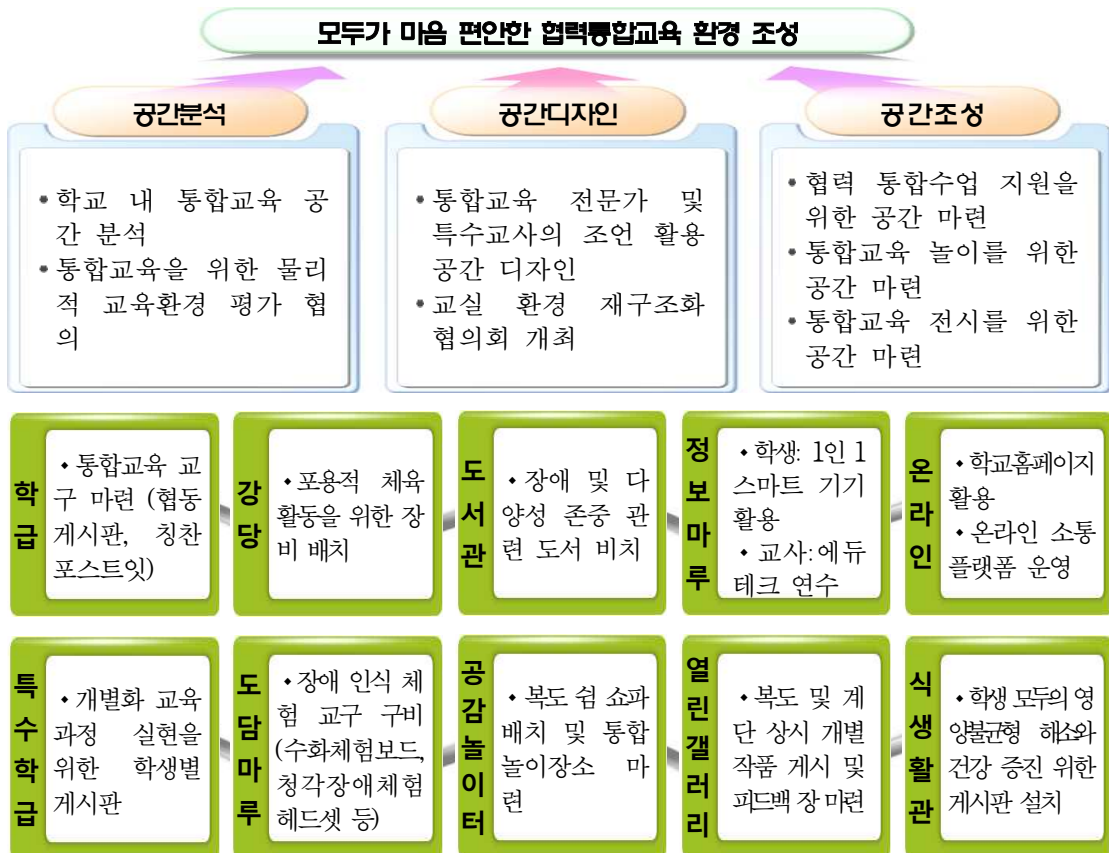 모두가 마음 편안한 협력통합교육 환경 조성
공간분석
• 학교 내 통합교육 공
간 분석
• 통합교육을 위한 물리
적 교육환경 평가 협
의
공간디자인
• 통합교육 전문가 및
특수교사의 조언 활용
공간 디자인
• 교실 환경 재구조화
협의회 개최
공간조성
• 협력 통합수업 지원을
위한 공간 마련
• 통합교육 놀이를 위한
공간 마련
• 통합교육 전시를 위한
공간 마련
학급
◆통합교육 교
구 마련 (협동
게시판, 칭찬
포스트잇)
강당
◆포용적 체육
활동을 위한 장
비 배치
도서관
◆장애 및 다
양성 존중 관
련 도서 비치
정보마루
◆학생: 1인 1
스마트 기기
활용
◆교사:에듀
테크 연수
온라인
◆학교홈페이지
활용
◆온라인 소통
플랫폼 운영
특수학급
◆개별화 교육
과정 실현을
위한 학생별
게시판
도담마루
◆장애 인식 체
험 교구 구비
(수화체험보드,
청각장애체험
헤드셋 등)
공감놀이터
◆복도 쉼 쇼파
배치 및 통합
놀이장소 마
련
열린갤러리
◆복도 및 계
단 상시 개별
작품 게시 및
피드백 장 마련
식생활관
◆학생 모두의 영
양불균형 해소와
건강 증진 위한
게시판 설치